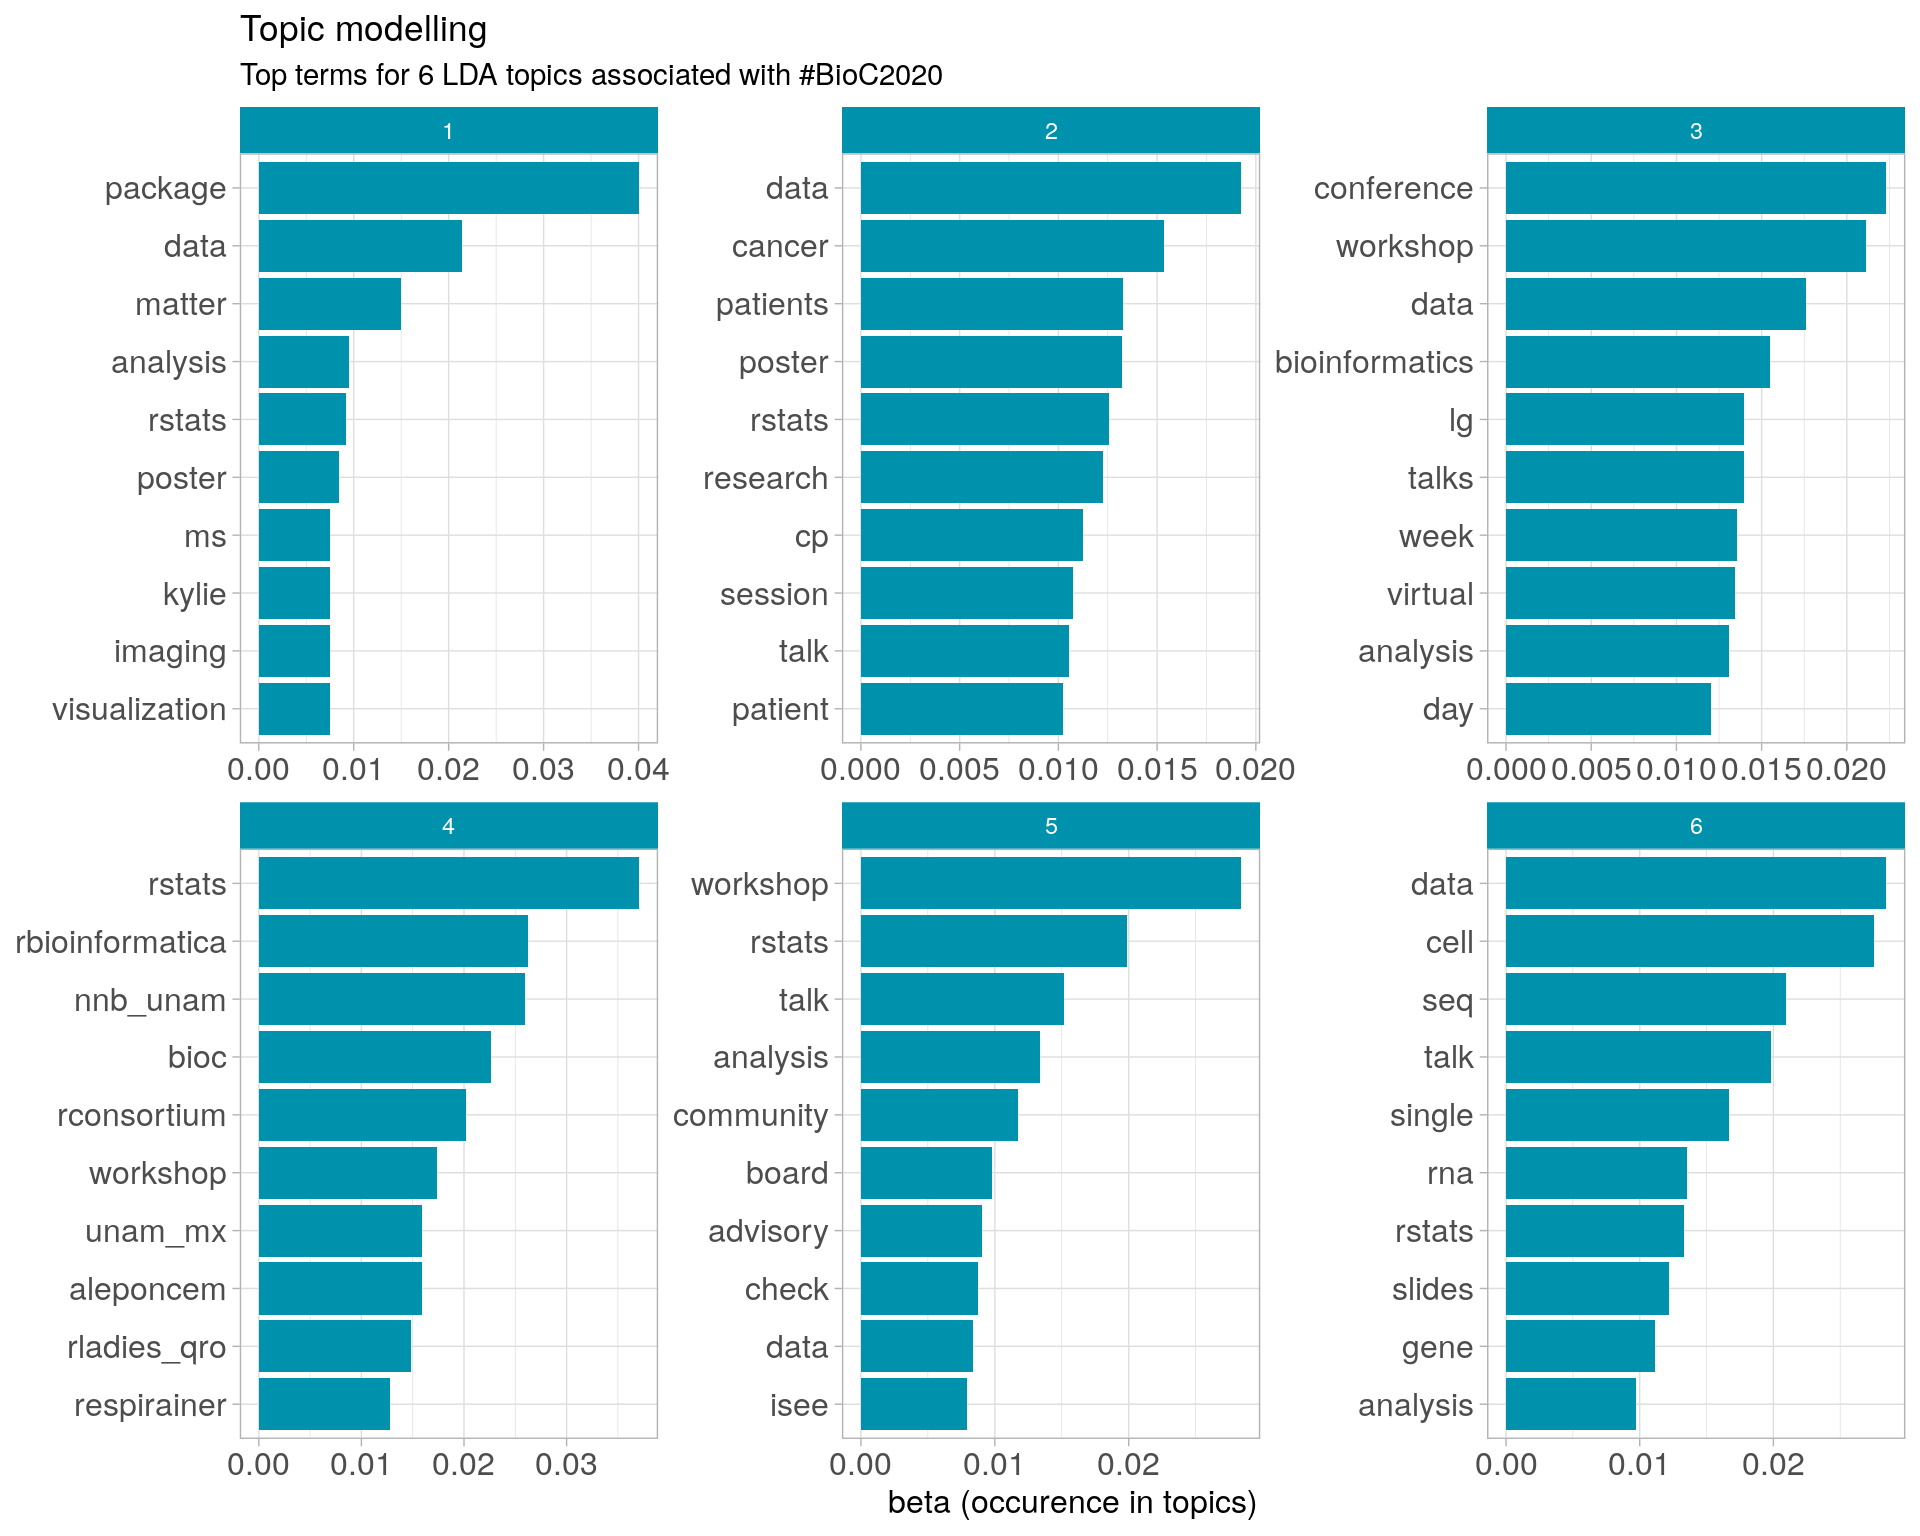 Topic modelling
Top terms for 6 LDA topics associated with #BioC2020
1
package
data
matter
analysis
rstats
poster
ms
kylie
imaging
visualization
0.00 0.01 0.02 0.03 0.04
2
data
cancer
patients
poster
rstats
research
cp
session
talk
patient
0.000 0.005 0.010 0.015 0.020
3
conference
workshop
data
bioinformatics
lg
talks
week
virtual
analysis
day
0.000 0.005 0.010 0.015 0.020
4
rstats
rbioinformatica
nnb_unam
bioc
rconsortium
workshop
unam_mx
aleponcem
rladies_qro
respirainer
0.00 0.01 0.02 0.03
5
workshop
rstats
talk
analysis
community
board
advisory
check
data
isee
0.00 0.01 0.02
6
data
cell
seq
talk
single
rna
rstats
slides
gene
analysis
0.00 0.01 0.02
beta (occurence in topics)